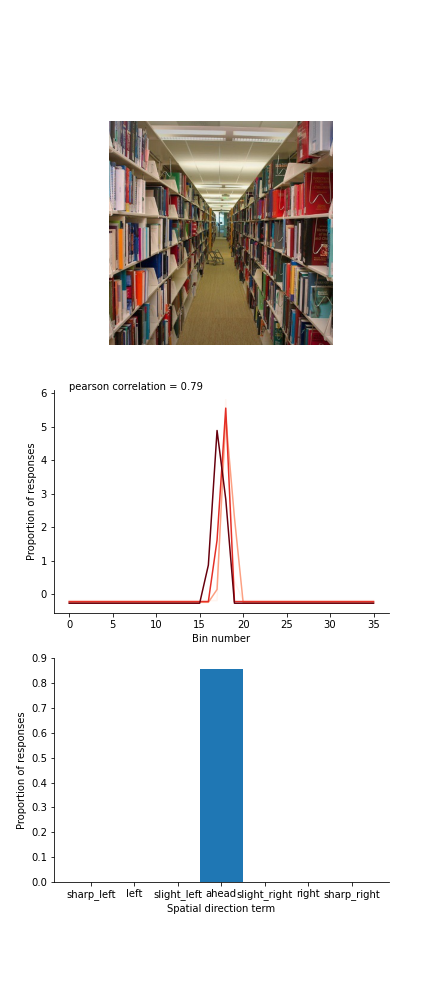 pearson correlation = 0.79
6
5
4
3
2
1
0
Proportion of responses
0 5 10 15 20 25 30 35
Bin number
0.9
0.8
0.7
0.6
0.5
0.4
0.3
0.2
0.1
0.0
Proportion of responses
sharp_left left slight_left ahead slight_right right sharp_right
Spatial direction term